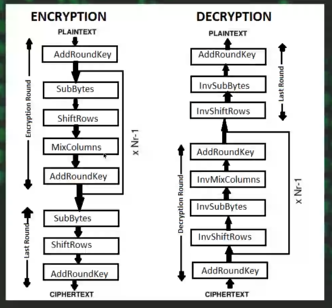 ENCRYPTION
PLAINTEXT
AddRoundKey
SubBytes
ShiftRows
MixColumns
AddRoundKey
Encryption Round
x Nr-1
SubBytes
ShiftRows
AddRoundKey
Last Round
CIPHERTEXT
DECRYPTION
PLAINTEXT
AddRoundKey
InvSubBytes
InvShiftRows
Last Round
AddRoundKey
InvMixColumns
InvSubBytes
InvShiftRows
Decryption Round
x Nr-1
AddRoundKey
CIPHERTEXT